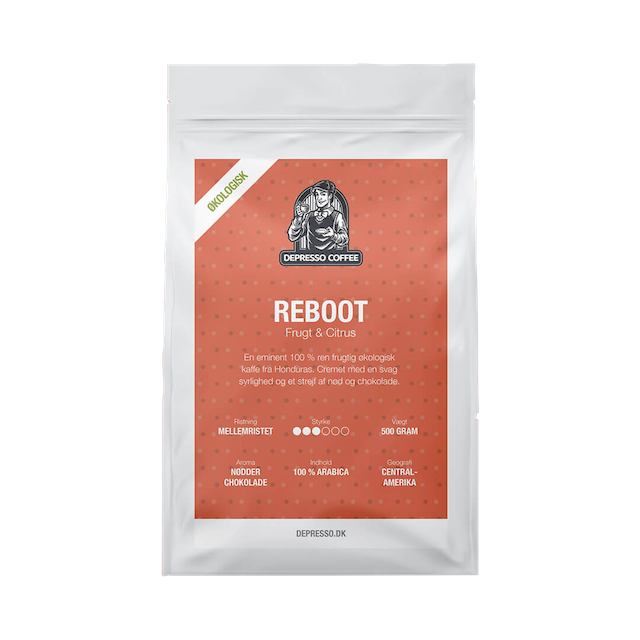 ØKOLOGISK
DEPRESSO COFFEE
REBOOT
Frugt & Citrus
En eminent 100 % ren frugtig økologisk
kaffe fra Honduras. Cremet med en svag
syrlighed og et strejf af nød og chokolade.
Ristning
MELLEMRISTET
Styrke
Vægt
500 GRAM
Aroma
NØDDER
CHOKOLADE
Indhold
100 % ARABICA
Geografi
CENTRAL-
AMERIKA
DEPRESSO.DK